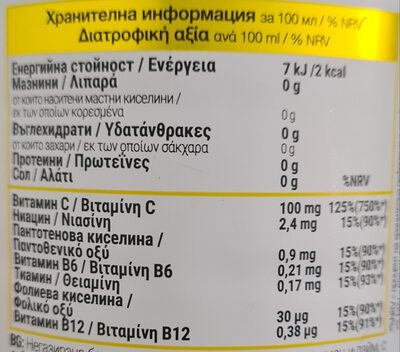 Хранителна информация за 100 мл / % NRV*
Διατροφική αξία ανά 100 ml / % NRV
Енергийна стойност / Ενέργεια 7 kJ /2 kcal
Мазнини / Λιπαρά 0 g
от които наситени мастни киселини /
εκ των οποίων κορεσμένα 0 g
Въглехидрати / Υδατάνθρακες 0 g
от които захари / εκ των οποίων σάκχαρα 0 g
Протеини / Πρωτεΐνες 0 g
Сол / Αλάτι 0 g %NRV
Витамин C / Βιταμίνη C 100 mg 125%(750%*)
Ниацин / Νιασίνη 2,4 mg 15%(90%*)
Пантотенова киселина /
Παντοθενικό οξύ 0,9 mg 15%(90%*)
Витамин B6 / Βιταμίνη B6 0,21 mg 15%(90%*)
Тиамин / Θειαμίνη 0,17 mg 15%(93%*)
Фолиева киселина /
Φολικό οξύ 30 µg 15%(90%*)
Витамин B12 / Βιταμίνη B12 0,38 µg 15%(91%*)
BG: Негазирана